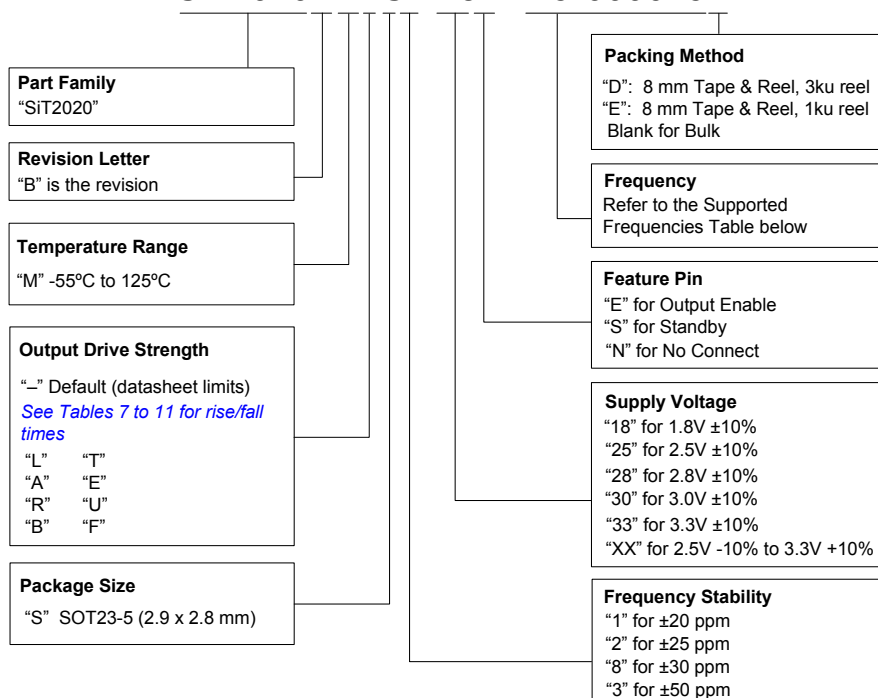 Part Family
“SiT2020”
Revision Letter
“B” is the revision
Temperature Range
“M” -55ºC to 125ºC
Output Drive Strength
“–” Default (datasheet limits)
See Tables 7 to 11 for rise/fall
times
“L” “T”
“A” “E”
“R” “U”
“B” “F”
Package Size
“S” SOT23-5 (2.9 x 2.8 mm)
Packing Method
“D”: 8 mm Tape & Reel, 3ku reel
“E”: 8 mm Tape & Reel, 1ku reel
Blank for Bulk
Frequency
Refer to the Supported
Frequencies Table below
Feature Pin
“E” for Output Enable
“S” for Standby
“N” for No Connect
Supply Voltage
“18” for 1.8V ±10%
“25” for 2.5V ±10%
“28” for 2.8V ±10%
“30” for 3.0V ±10%
“33” for 3.3V ±10%
“XX” for 2.5V -10% to 3.3V +10%
Frequency Stability
“1” for ±20 ppm
“2” for ±25 ppm
“8” for ±30 ppm
“3” for ±50 ppm